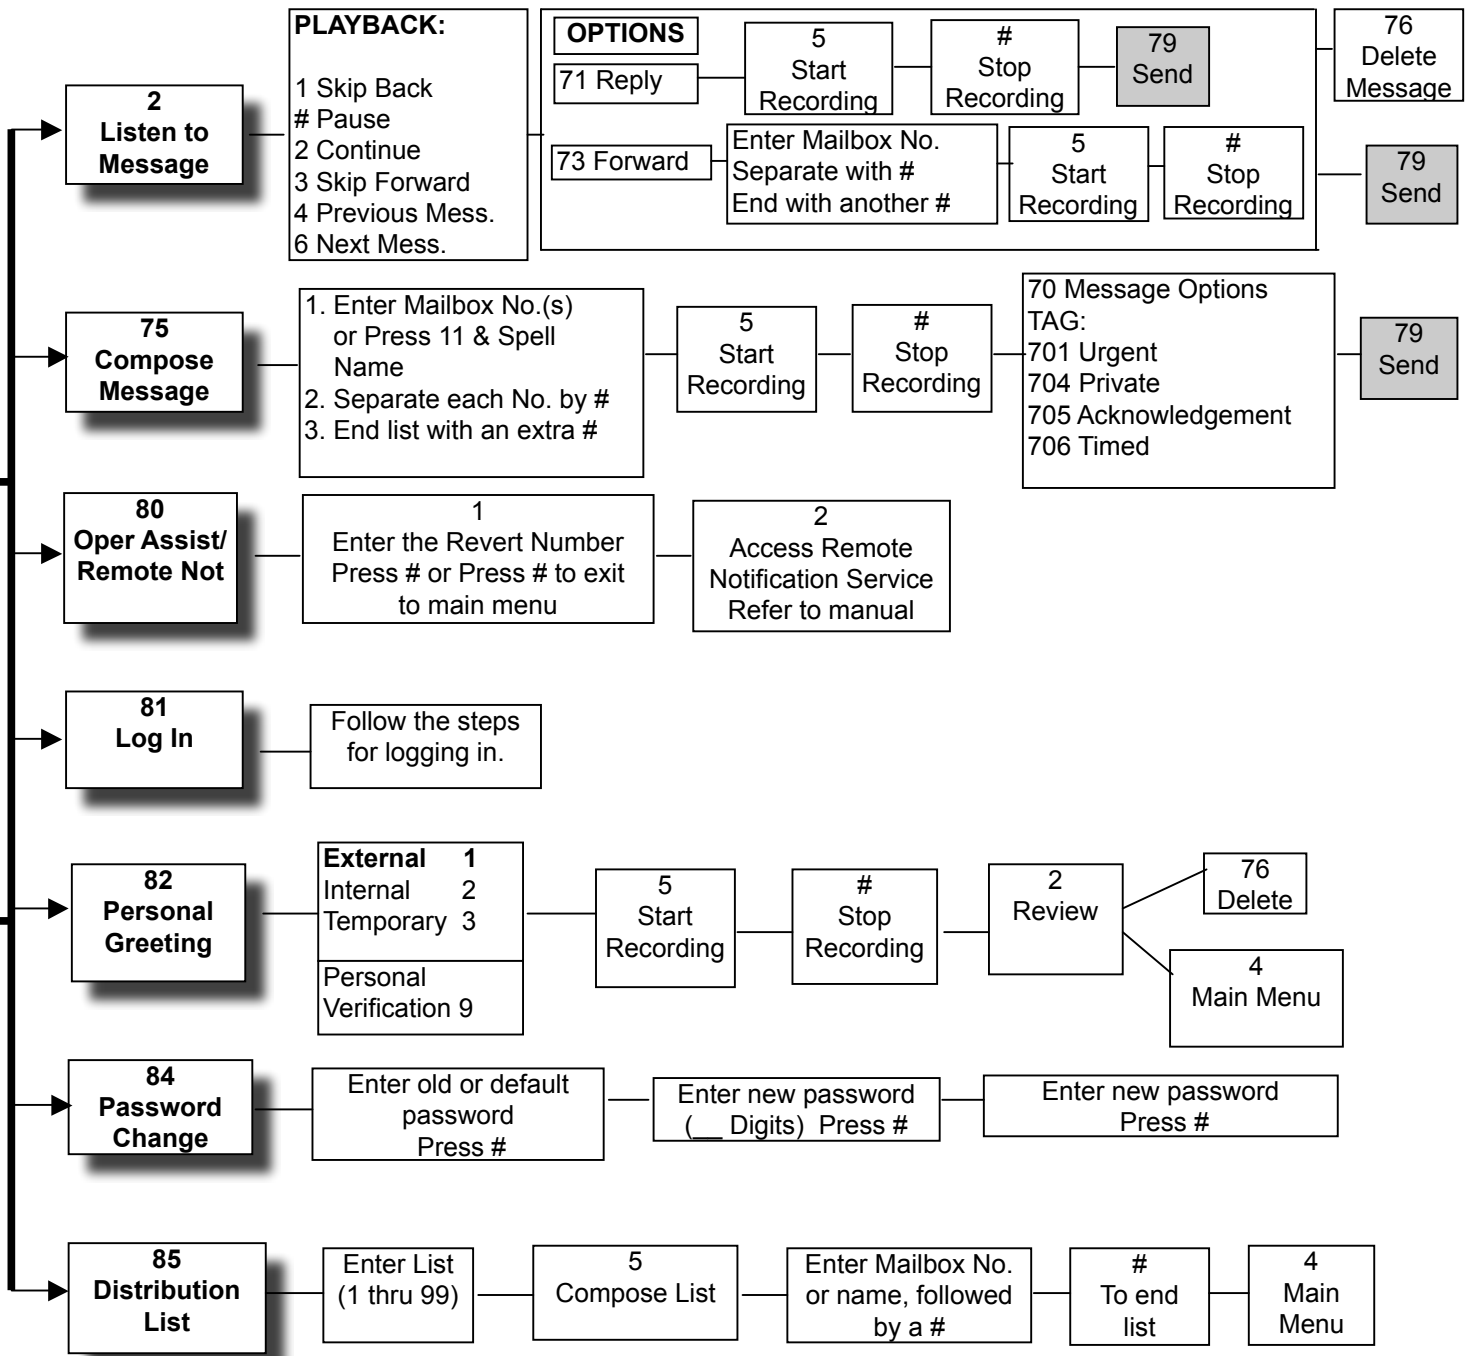 2
Listen to
Message
PLAYBACK:
1 Skip Back
# Pause
2 Continue
3 Skip Forward
4 Previous Mess.
6 Next Mess.
OPTIONS
71 Reply
5
Start
Recording
#
Stop
Recording
79
Send
73 Forward
Enter Mailbox No.
Separate with #
End with another #
5
Start
Recording
#
Stop
Recording
76
Delete
Message
79
Send
75
Compose
Message
1. Enter Mailbox No.(s)
or Press 11 & Spell
Name
2. Separate each No. by #
3. End list with an extra #
5
Start
Recording
#
Stop
Recording
70 Message Options
TAG:
701 Urgent
704 Private
705 Acknowledgement
706 Timed
79
Send
80
Oper Assist/
Remote Not
1
Enter the Revert Number
Press # or Press # to exit
to main menu
2
Access Remote
Notification Service
Refer to manual
81
Log In
Follow the steps
for logging in.
82
Personal
Greeting
External 1
Internal 2
Temporary 3
Personal
Verification 9
5
Start
Recording
#
Stop
Recording
2
Review
76
Delete
4
Main Menu
84
Password
Change
Enter old or default
password
Press #
Enter new password
(__ Digits) Press #
Enter new password
Press #
85
Distribution
List
Enter List
(1 thru 99)
5
Compose List
Enter Mailbox No.
or name, followed
by a #
#
To end
list
4
Main
Menu